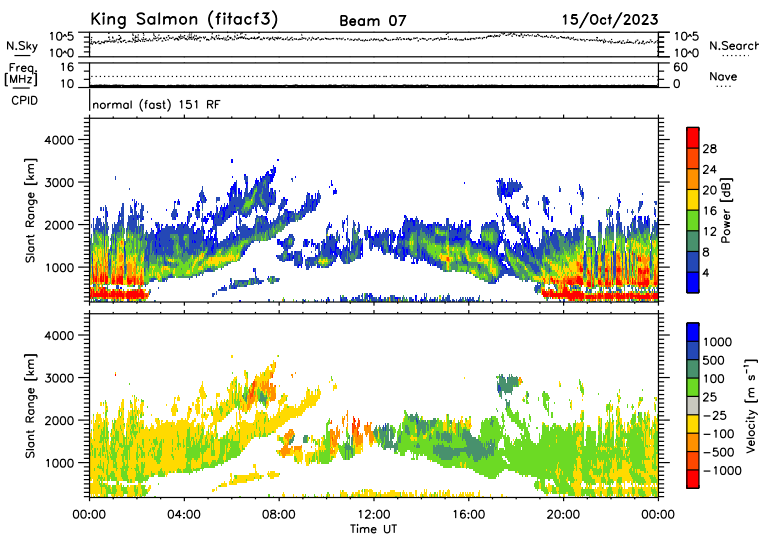 King Salmon (fitacf3) Beam 07 15/Oct/2023
N.Sky 10^5 10^0 10^5 10^0 N.Search
Freq [MHz] 16 10 60 0 Nave
CPID normal (fast) 151 RF
Slant Range [km] 4000 3000 2000 1000
Power [dB] 28 24 20 16 12 8 4
Slant Range [km] 4000 3000 2000 1000
Velocity [m s⁻¹] 1000 500 100 25 −25 −100 −500 −1000
00:00 04:00 08:00 12:00 16:00 20:00 00:00
Time UT